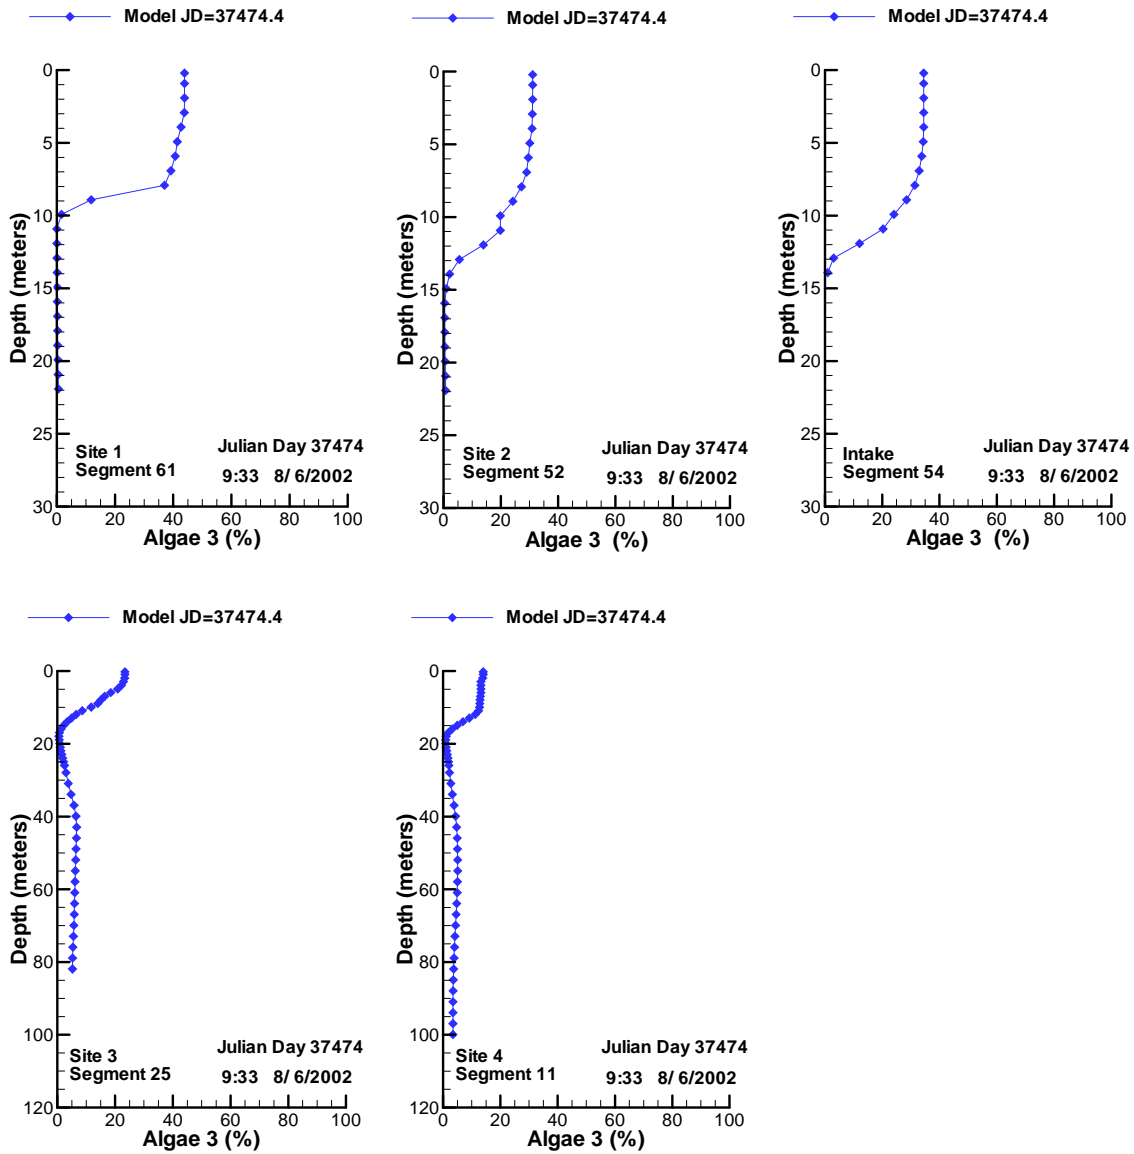 Model JD=37474.4
0
5
10
15
20
25
30
Depth (meters)
Site 1
Segment 61
Julian Day 37474
9:33 8/ 6/2002
0 20 40 60 80 100
Algae 3 (%)
Model JD=37474.4
0
5
10
15
20
25
30
Depth (meters)
Site 2
Segment 52
Julian Day 37474
9:33 8/ 6/2002
0 20 40 60 80 100
Algae 3 (%)
Model JD=37474.4
0
5
10
15
20
25
30
Depth (meters)
Intake
Segment 54
Julian Day 37474
9:33 8/ 6/2002
0 20 40 60 80 100
Algae 3 (%)
Model JD=37474.4
0
20
40
60
80
100
120
Depth (meters)
Site 3
Segment 25
Julian Day 37474
9:33 8/ 6/2002
0 20 40 60 80 100
Algae 3 (%)
Model JD=37474.4
0
20
40
60
80
100
120
Depth (meters)
Site 4
Segment 11
Julian Day 37474
9:33 8/ 6/2002
0 20 40 60 80 100
Algae 3 (%)